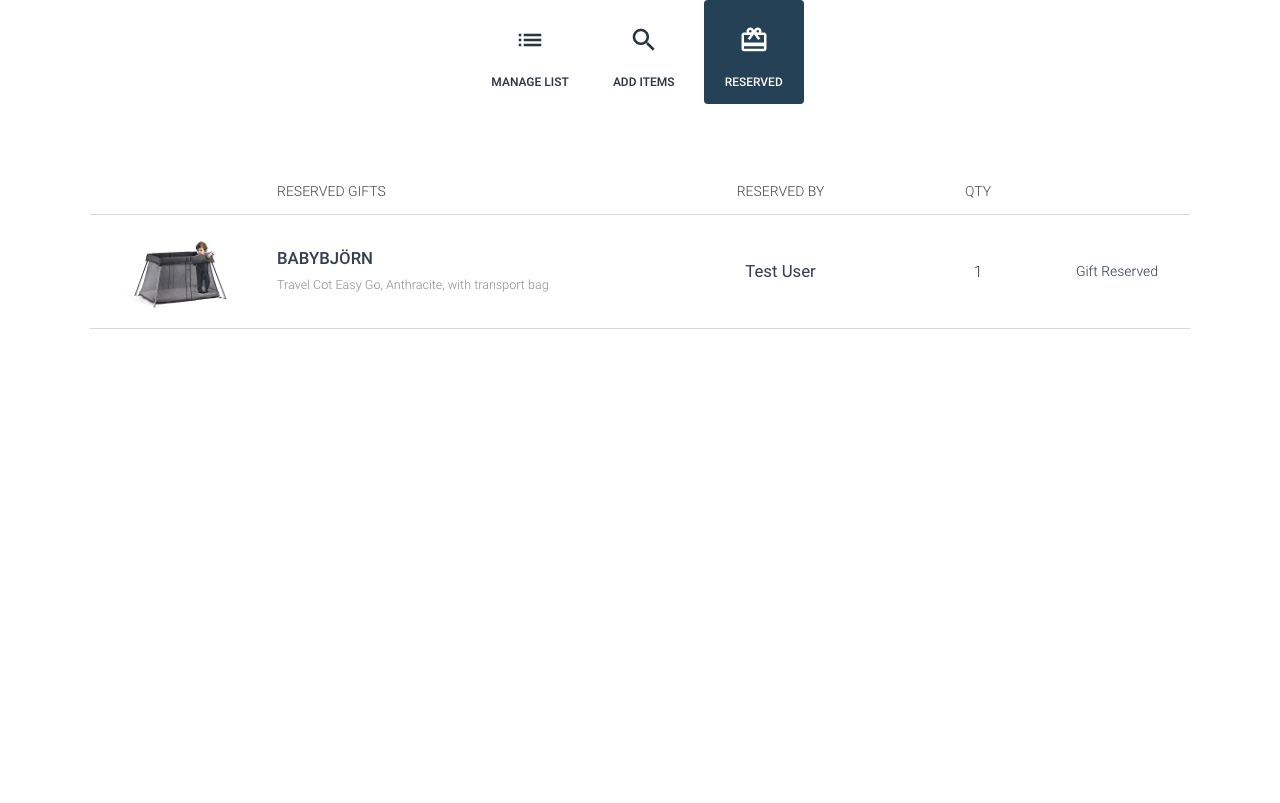 MANAGE LIST
ADD ITEMS
RESERVED
RESERVED GIFTS
RESERVED BY
QTY
BABYBJÖRN
Travel Cot Easy Go, Anthracite, with transport bag
Test User
1
Gift Reserved